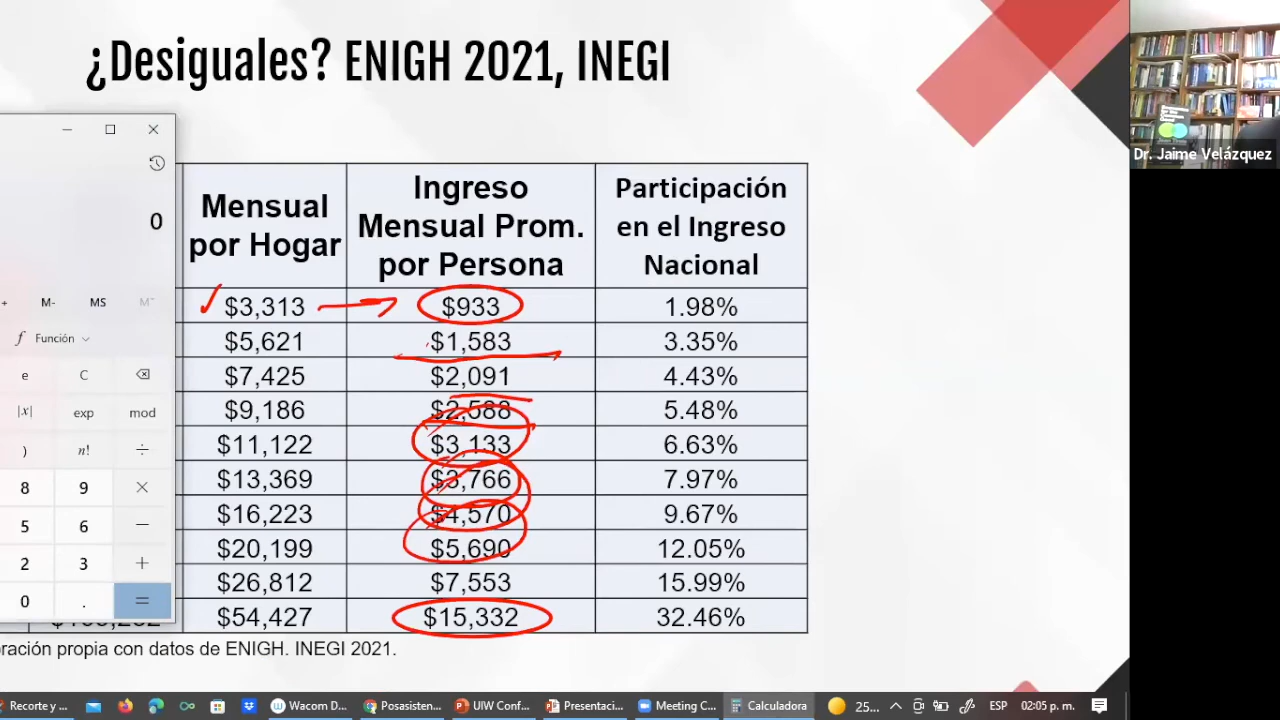 ¿Desiguales? ENIGH 2021, INEGI
Dr. Jaime Velázquez
0
M- MS
Función
e C
|x| exp mod
) n! ÷
8 9 ×
5 6 −
2 3 +
0 . =
Mensual por Hogar
Ingreso Mensual Prom. por Persona
Participación en el Ingreso Nacional
$3,313 $933 1.98%
$5,621 $1,583 3.35%
$7,425 $2,091 4.43%
$9,186 $2,588 5.48%
$11,122 $3,133 6.63%
$13,369 $3,766 7.97%
$16,223 $4,570 9.67%
$20,199 $5,690 12.05%
$26,812 $7,553 15.99%
$54,427 $15,332 32.46%
oración propia con datos de ENIGH. INEGI 2021.
Recorte y ... Wacom D... Posasisten... UIW Conf... Presentaci... Meeting C... Calculadora 25... ESP 02:05 p. m.